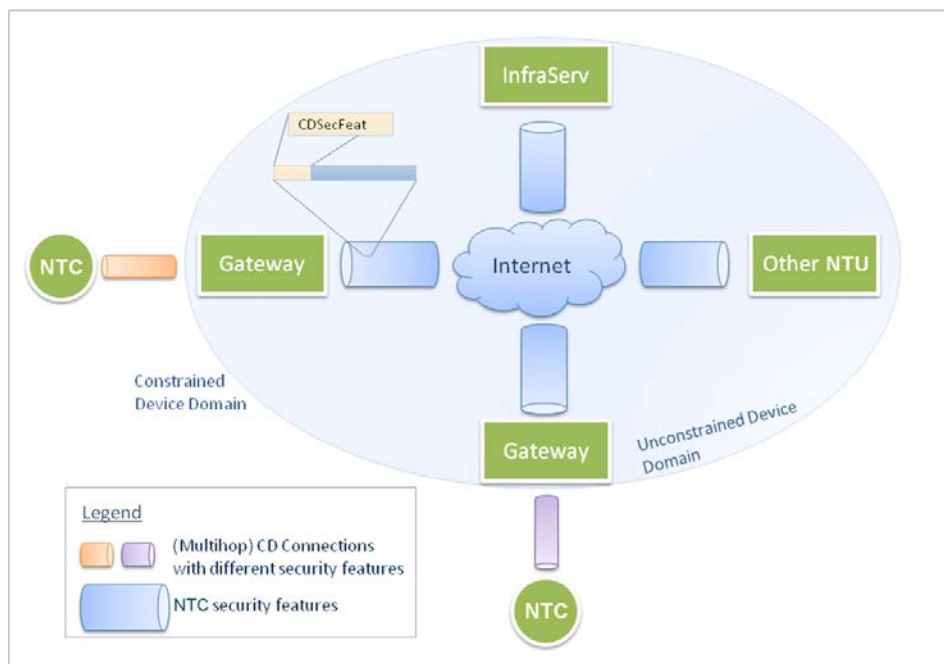 InfraServ
CDSecFeat
NTC
Gateway
Internet
Other NTU
Constrained
Device Domain
Unconstrained Device
Domain
Gateway
Legend
(Multihop) CD Connections
with different security features
NTC security features
NTC